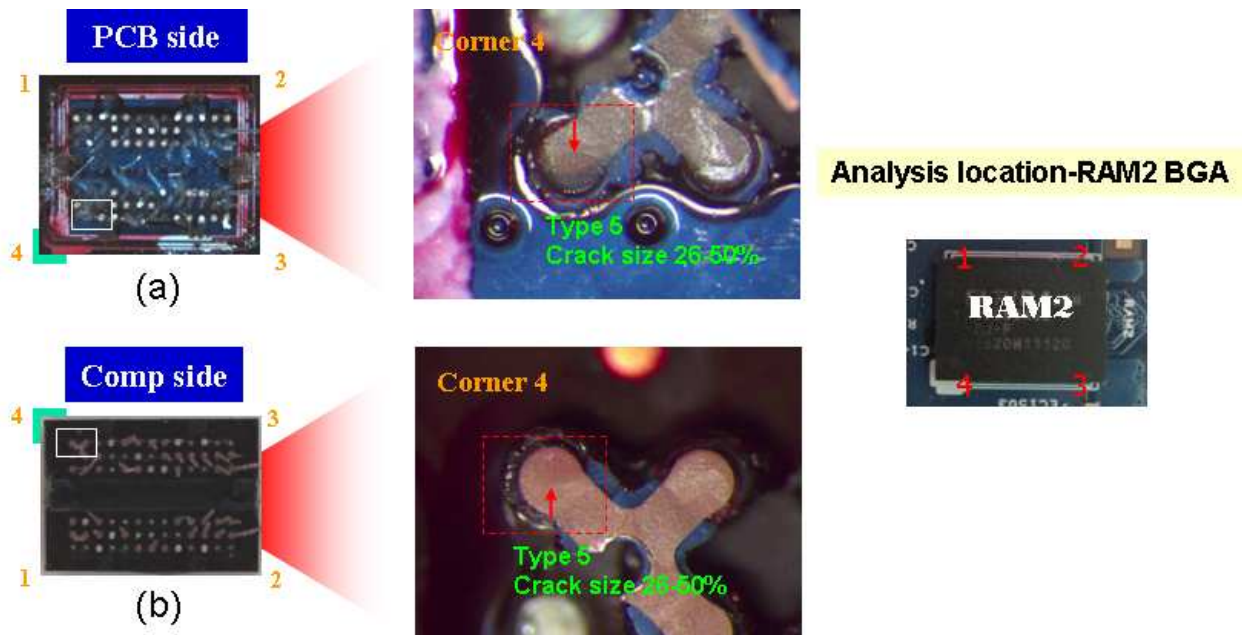 PCB side
1
2
4
3
(a)
Corner 4
Type 5
Crack size 26-50%
Comp side
4
3
1
2
(b)
Corner 4
Type 5
Crack size 26-50%
Analysis location-RAM2 BGA
1
2
RAM2
4
3
RAM2